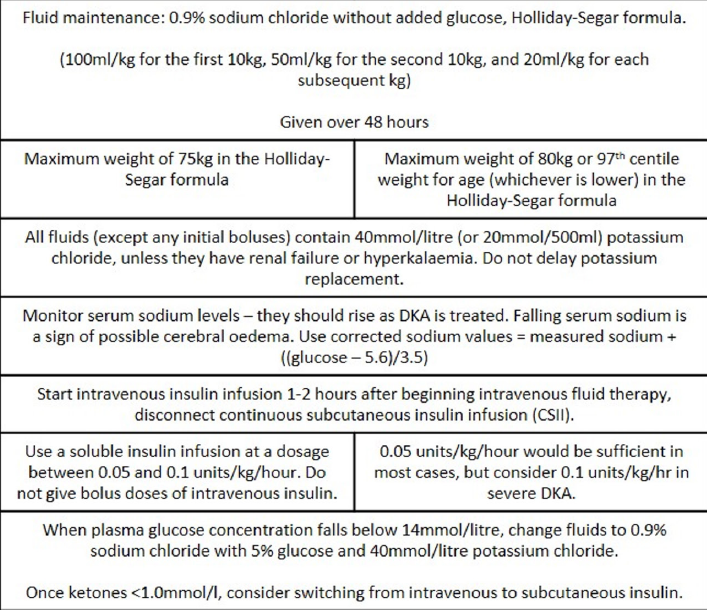 Fluid maintenance: 0.9% sodium chloride without added glucose, Holliday-Segar formula.
(100ml/kg for the first 10kg, 50ml/kg for the second 10kg, and 20ml/kg for each
subsequent kg)
Given over 48 hours
Maximum weight of 75kg in the Holliday-
Segar formula
Maximum weight of 80kg or 97th centile
weight for age (whichever is lower) in the
Holliday-Segar formula
All fluids (except any initial boluses) contain 40mmol/litre (or 20mmol/500ml) potassium
chloride, unless they have renal failure or hyperkalaemia. Do not delay potassium
replacement.
Monitor serum sodium levels – they should rise as DKA is treated. Falling serum sodium is
a sign of possible cerebral oedema. Use corrected sodium values = measured sodium +
((glucose – 5.6)/3.5)
Start intravenous insulin infusion 1-2 hours after beginning intravenous fluid therapy,
disconnect continuous subcutaneous insulin infusion (CSII).
Use a soluble insulin infusion at a dosage
between 0.05 and 0.1 units/kg/hour. Do
not give bolus doses of intravenous insulin.
0.05 units/kg/hour would be sufficient in
most cases, but consider 0.1 units/kg/hr in
severe DKA.
When plasma glucose concentration falls below 14mmol/litre, change fluids to 0.9%
sodium chloride with 5% glucose and 40mmol/litre potassium chloride.
Once ketones <1.0mmol/l, consider switching from intravenous to subcutaneous insulin.